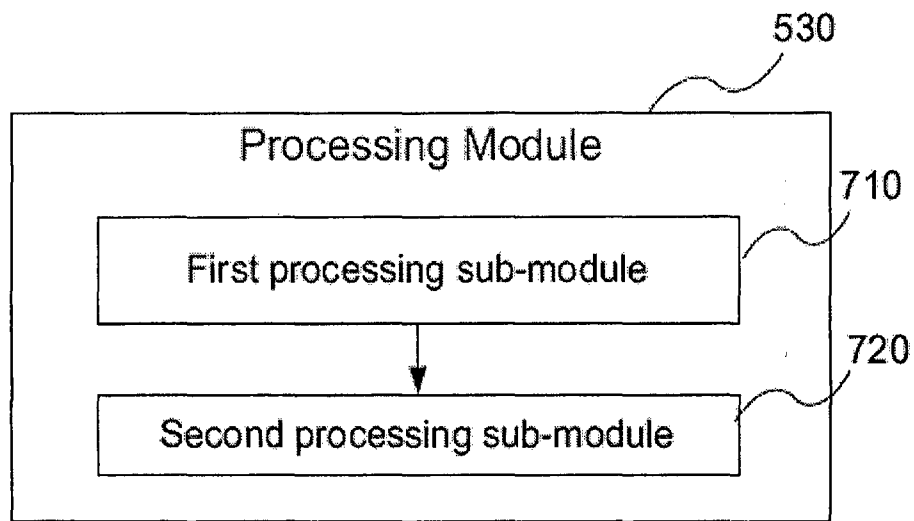 530
Processing Module
710
First processing sub-module
720
Second processing sub-module